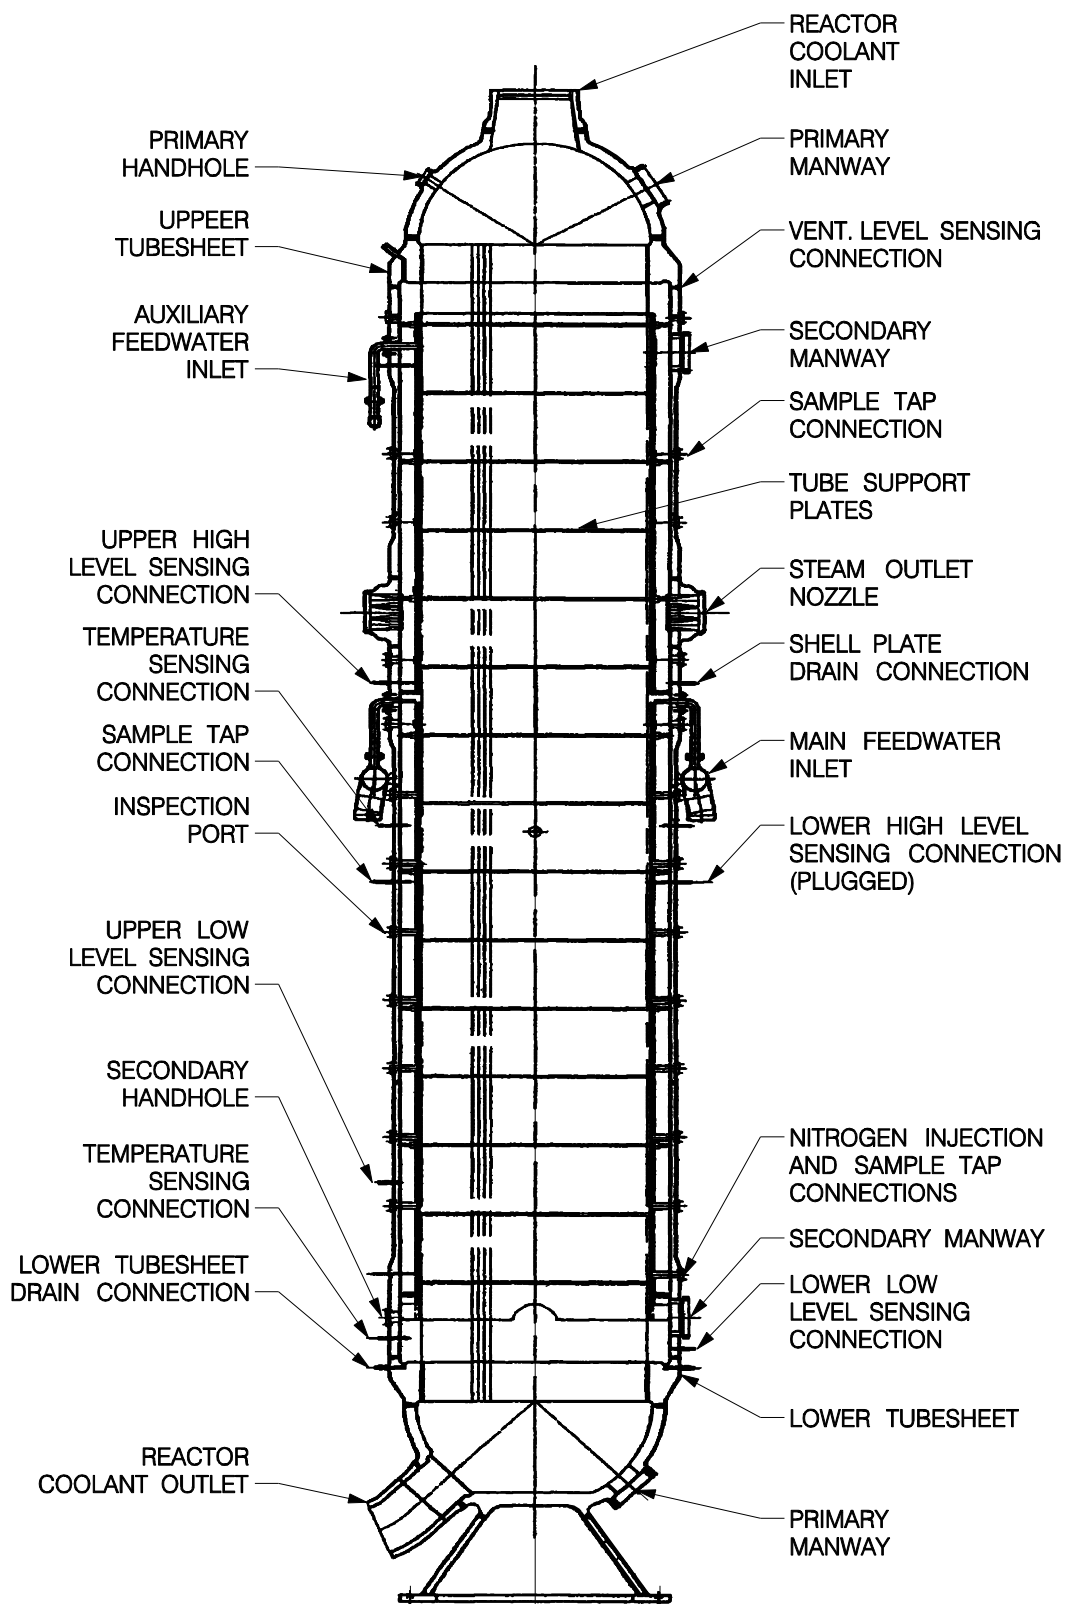 REACTOR
COOLANT
INLET
PRIMARY
HANDHOLE
PRIMARY
MANWAY
UPPEER
TUBESHEET
VENT. LEVEL SENSING
CONNECTION
AUXILIARY
FEEDWATER
INLET
SECONDARY
MANWAY
SAMPLE TAP
CONNECTION
TUBE SUPPORT
PLATES
UPPER HIGH
LEVEL SENSING
CONNECTION
STEAM OUTLET
NOZZLE
TEMPERATURE
SENSING
CONNECTION
SHELL PLATE
DRAIN CONNECTION
SAMPLE TAP
CONNECTION
MAIN FEEDWATER
INLET
INSPECTION
PORT
LOWER HIGH LEVEL
SENSING CONNECTION
(PLUGGED)
UPPER LOW
LEVEL SENSING
CONNECTION
SECONDARY
HANDHOLE
NITROGEN INJECTION
AND SAMPLE TAP
CONNECTIONS
TEMPERATURE
SENSING
CONNECTION
SECONDARY MANWAY
LOWER TUBESHEET
DRAIN CONNECTION
LOWER LOW
LEVEL SENSING
CONNECTION
LOWER TUBESHEET
REACTOR
COOLANT OUTLET
PRIMARY
MANWAY